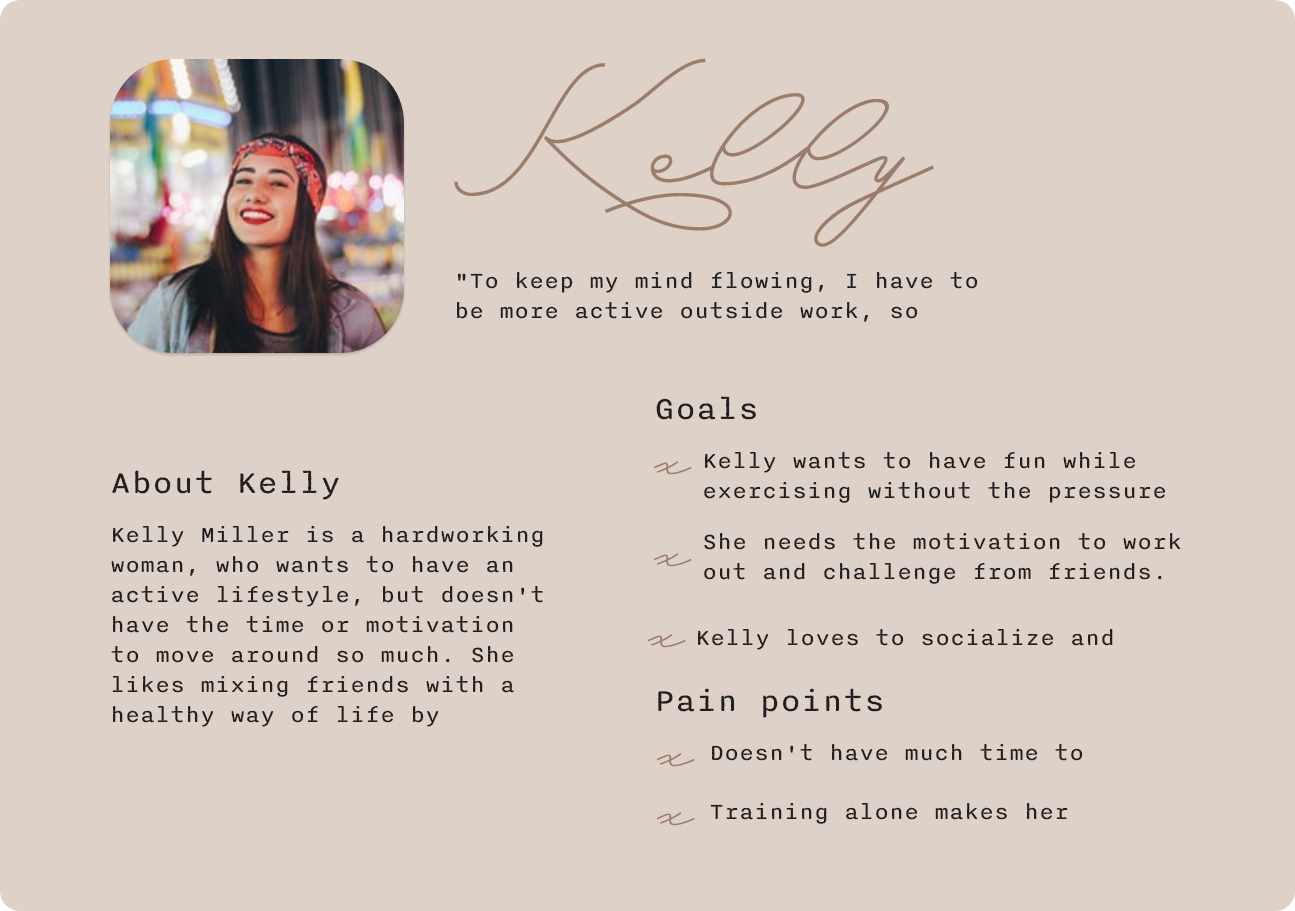 Kelly
"To keep my mind flowing, I have to
be more active outside work, so
About Kelly
Kelly Miller is a hardworking
woman, who wants to have an
active lifestyle, but doesn't
have the time or motivation
to move around so much. She
likes mixing friends with a
healthy way of life by
Goals
Kelly wants to have fun while
exercising without the pressure
She needs the motivation to work
out and challenge from friends.
Kelly loves to socialize and
Pain points
Doesn't have much time to
Training alone makes her